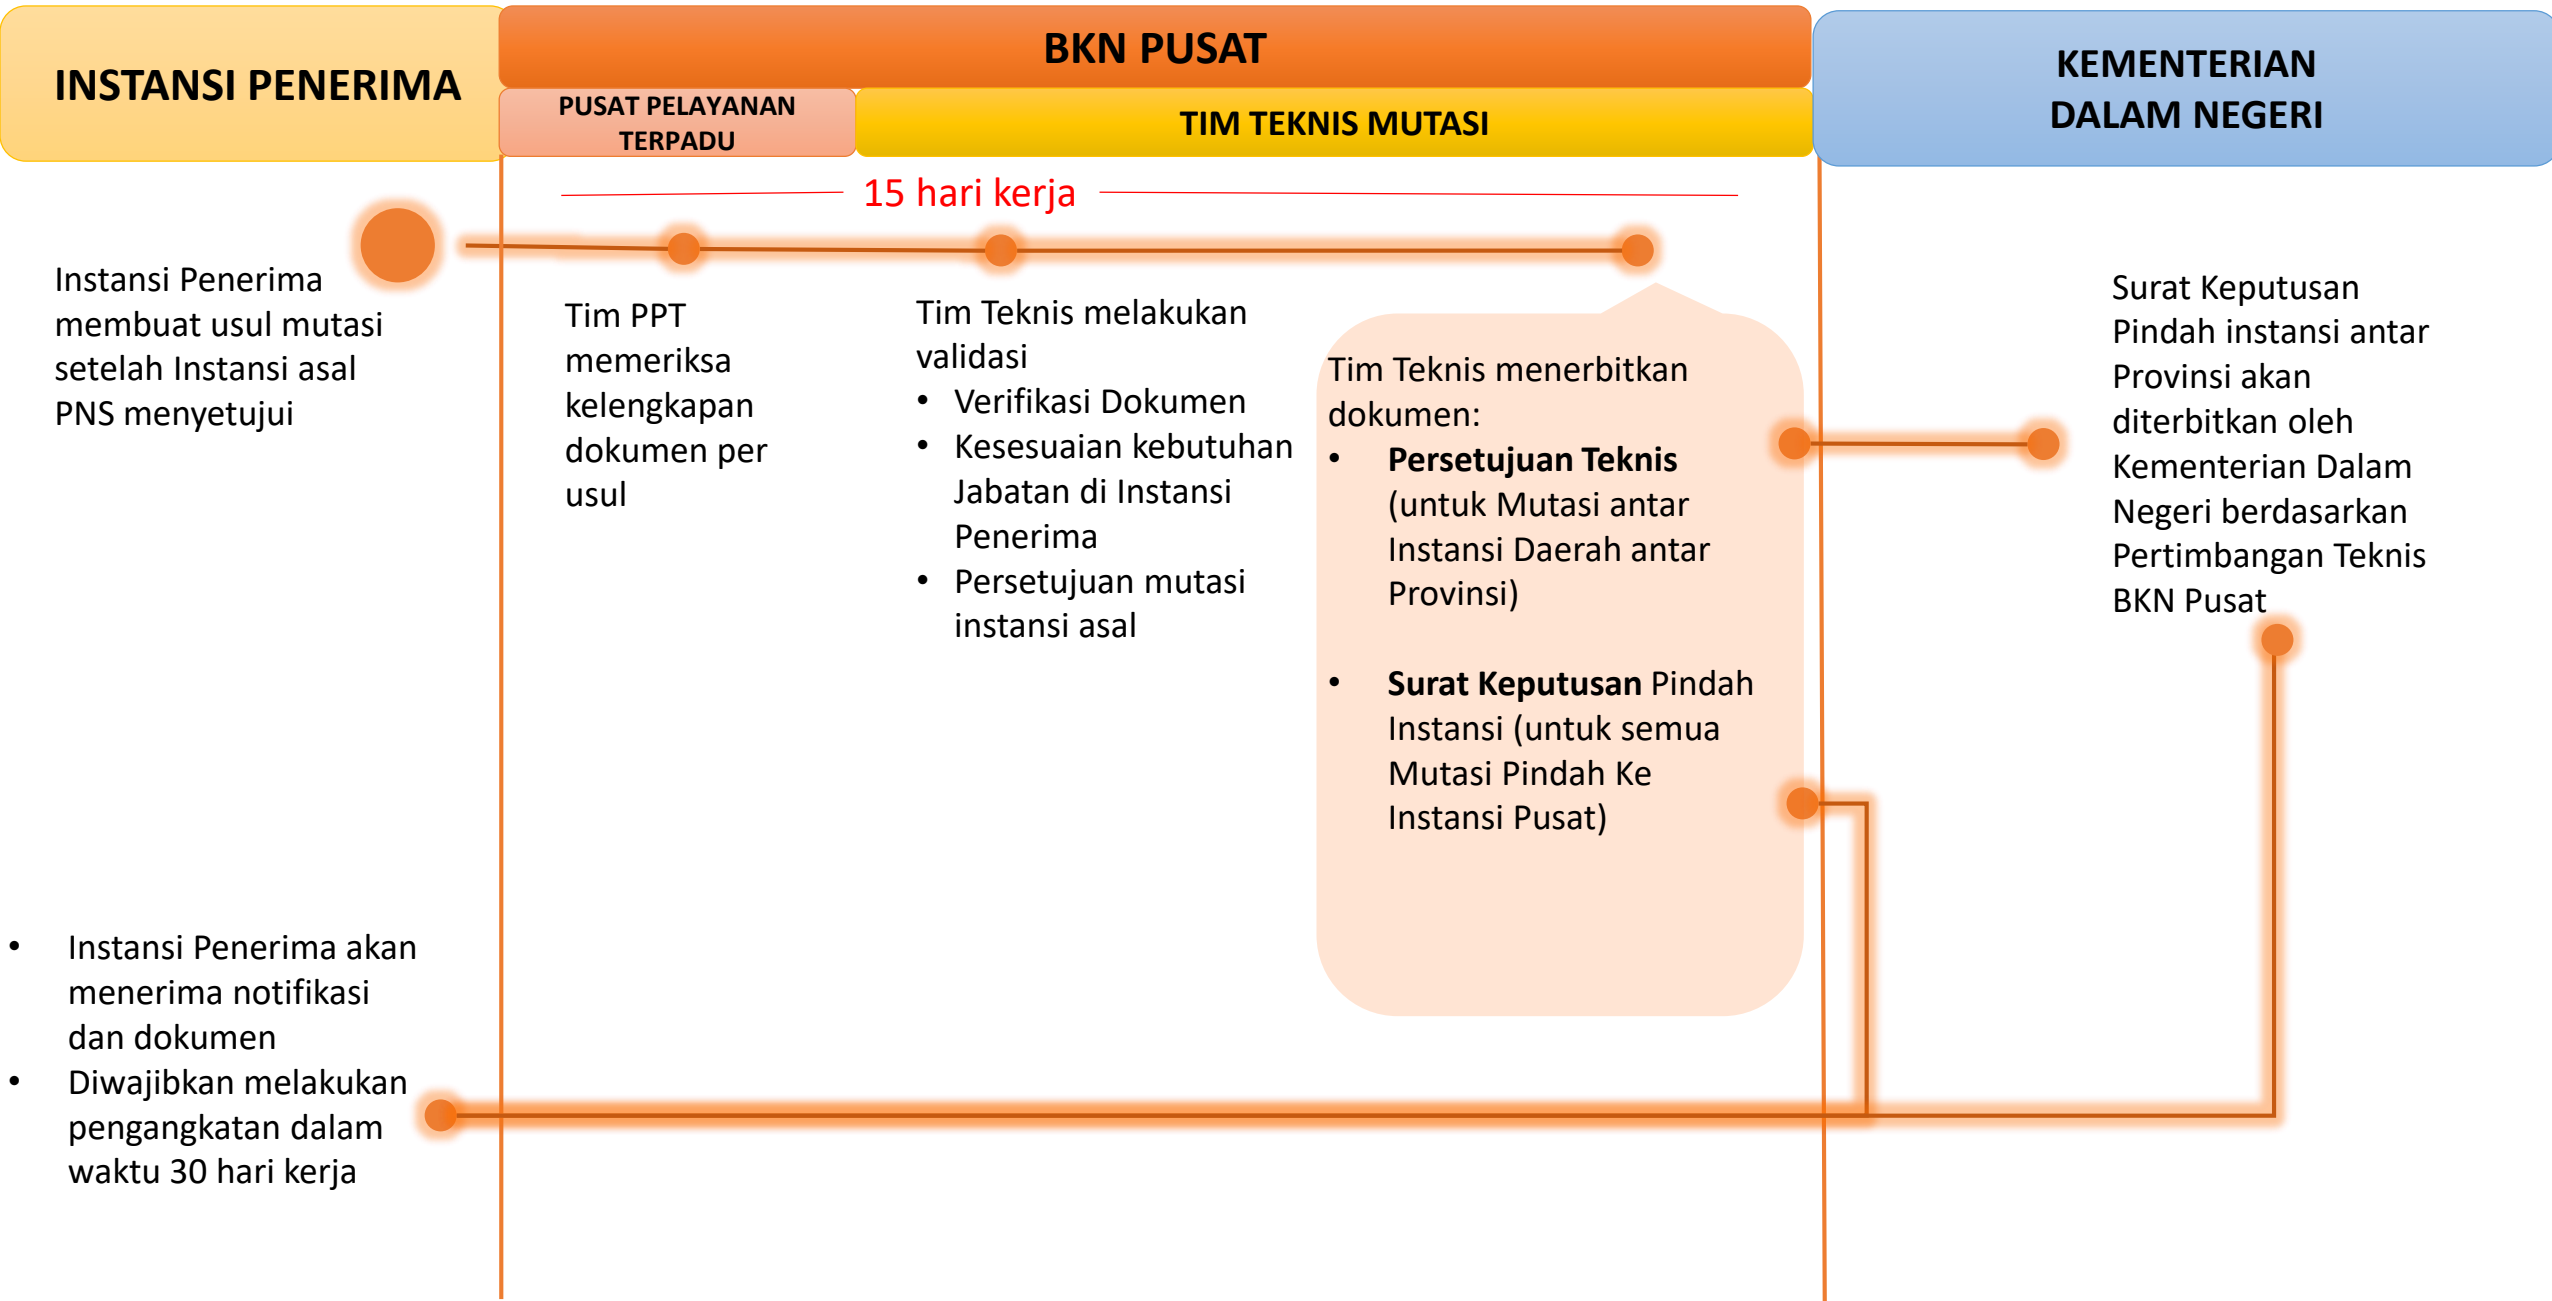 INSTANSI PENERIMA
BKN PUSAT
PUSAT PELAYANAN
TERPADU
TIM TEKNIS MUTASI
KEMENTERIAN
DALAM NEGERI
15 hari kerja
Instansi Penerima
membuat usul mutasi
setelah Instansi asal
PNS menyetujui
Tim PPT
memeriksa
kelengkapan
dokumen per
usul
Tim Teknis melakukan
validasi
• Verifikasi Dokumen
• Kesesuaian kebutuhan
Jabatan di Instansi
Penerima
• Persetujuan mutasi
instansi asal
Tim Teknis menerbitkan
dokumen:
• Persetujuan Teknis
(untuk Mutasi antar
Instansi Daerah antar
Provinsi)
• Surat Keputusan Pindah
Instansi (untuk semua
Mutasi Pindah Ke
Instansi Pusat)
Surat Keputusan
Pindah instansi antar
Provinsi akan
diterbitkan oleh
Kementerian Dalam
Negeri berdasarkan
Pertimbangan Teknis
BKN Pusat
• Instansi Penerima akan
menerima notifikasi
dan dokumen
• Diwajibkan melakukan
pengangkatan dalam
waktu 30 hari kerja